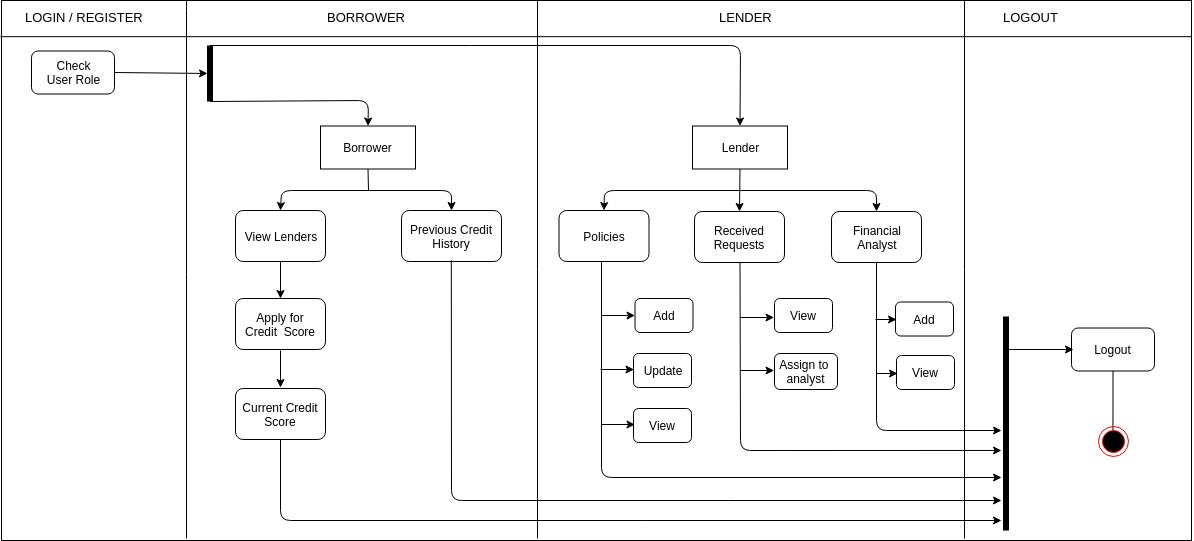 LOGIN / REGISTER
BORROWER
LENDER
LOGOUT
Check
User Role
Borrower
Lender
View Lenders
Previous Credit
History
Policies
Received
Requests
Financial
Analyst
Apply for
Credit Score
Add
View
Add
Update
Assign to
analyst
View
Logout
Current Credit
Score
View